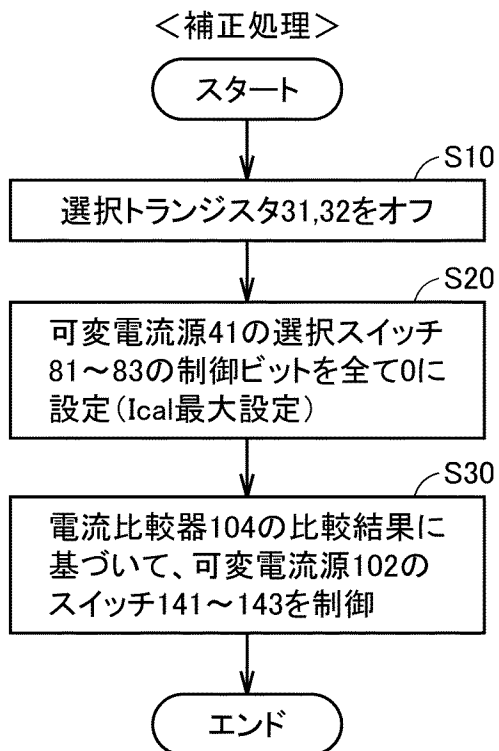 ＜補正処理＞
スタート
S10
選択トランジスタ31,32をオフ
S20
可変電流源41の選択スイッチ
81～83の制御ビットを全て0に
設定(Ical最大設定)
S30
電流比較器104の比較結果に
基づいて、可変電流源102の
スイッチ141～143を制御
エンド